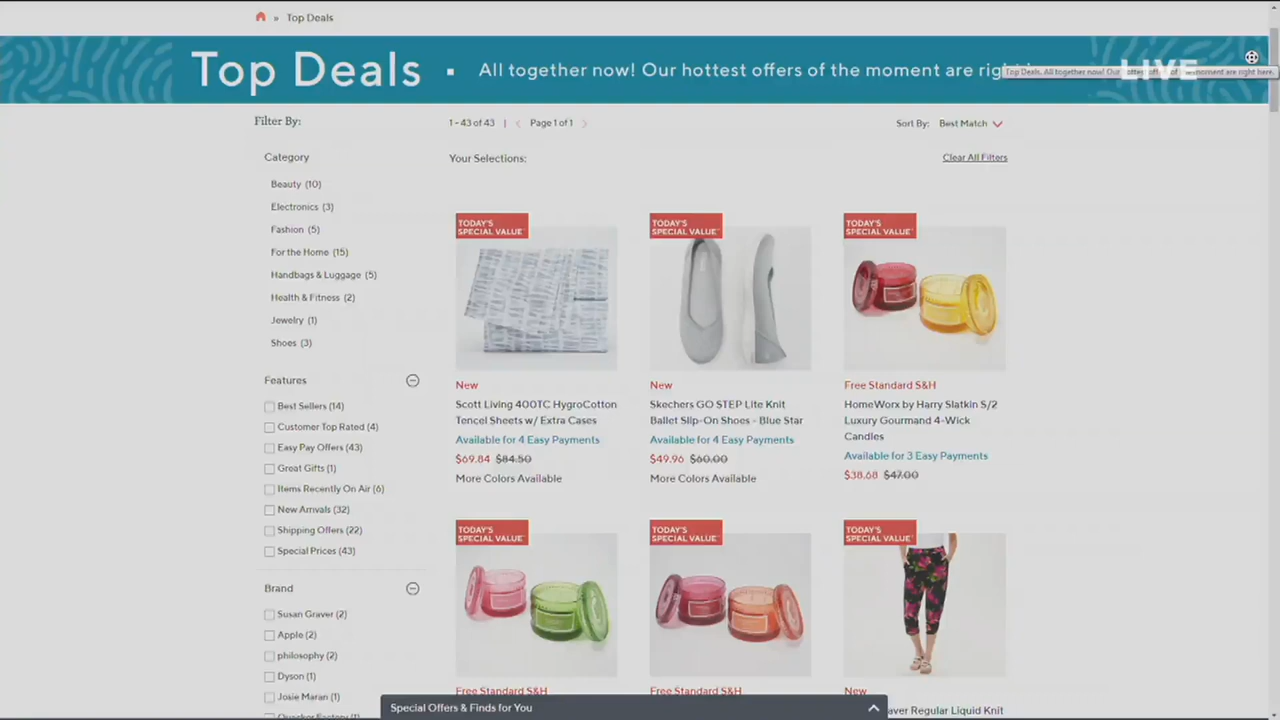 » Top Deals
Top Deals ▪ All together now! Our hottest offers of the moment are
LIVE
Top Deals. All together now! Our hottest offers of the moment are right here.
Filter By:
1 - 43 of 43 | < Page 1 of 1 >
Sort By: Best Match
Category
Your Selections:
Clear All Filters
Beauty (10)
Electronics (3)
Fashion (5)
For the Home (15)
Handbags & Luggage (5)
Health & Fitness (2)
Jewelry (1)
Shoes (3)
Features
Best Sellers (14)
Customer Top Rated (4)
Easy Pay Offers (43)
Great Gifts (1)
Items Recently On Air (6)
New Arrivals (32)
Shipping Offers (22)
Special Prices (43)
Brand
Susan Graver (2)
Apple (2)
philosophy (2)
Dyson (1)
Josie Maran (1)
Quacker Factory (1)
TODAY'S
SPECIAL VALUE
New
Scott Living 400TC HygroCotton
Tencel Sheets w/ Extra Cases
Available for 4 Easy Payments
$69.84 $84.50
More Colors Available
TODAY'S
SPECIAL VALUE
New
Skechers GO STEP Lite Knit
Ballet Slip-On Shoes - Blue Star
Available for 4 Easy Payments
$49.96 $60.00
More Colors Available
TODAY'S
SPECIAL VALUE
Free Standard S&H
HomeWorx by Harry Slatkin S/2
Luxury Gourmand 4-Wick
Candles
Available for 3 Easy Payments
$38.68 $47.00
TODAY'S
SPECIAL VALUE
Free Standard S&H
TODAY'S
SPECIAL VALUE
Free Standard S&H
TODAY'S
SPECIAL VALUE
New
aver Regular Liquid Knit
Special Offers & Finds for You